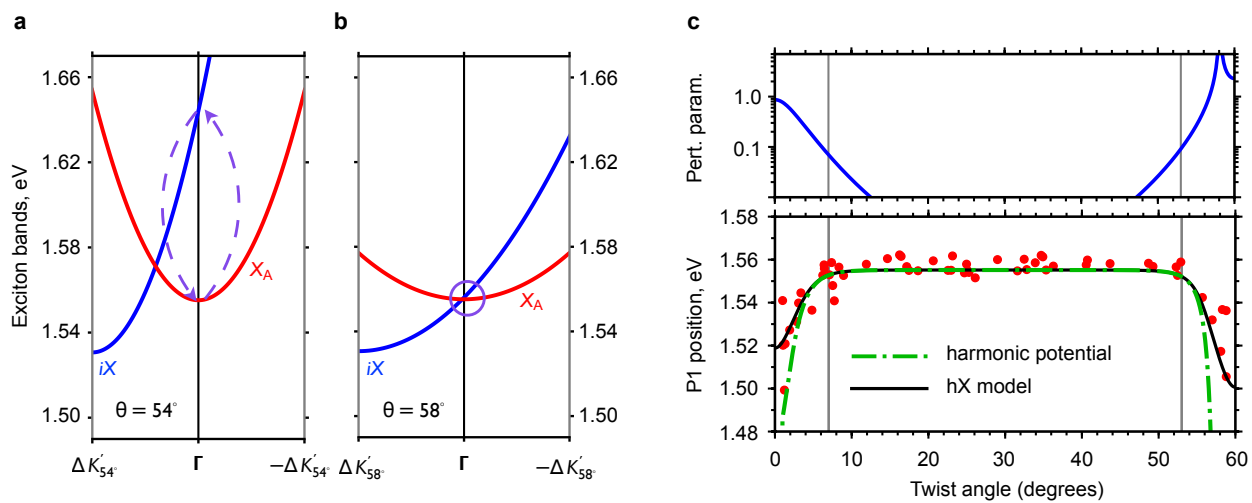 a
b
c
Exciton bands, eV
1.66
1.62
1.58
1.54
1.50
X_A
iX
θ = 54°
ΔK′_54°
Γ
−ΔK′_54°
1.66
1.62
1.58
1.54
1.50
X_A
iX
θ = 58°
ΔK′_58°
Γ
−ΔK′_58°
Pert. param.
1.0
0.1
P1 position, eV
1.56
1.54
1.52
1.50
1.48
harmonic potential
hX model
0 10 20 30 40 50 60
Twist angle (degrees)
1.58